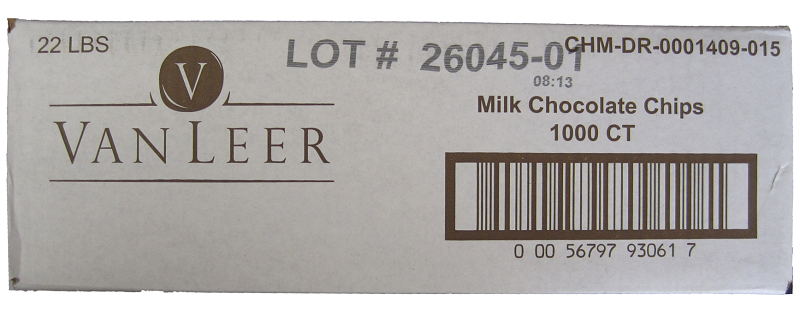 22 LBS
LOT # 26045-01
CHM-DR-0001409-015
08:13
V
VAN LEER
Milk Chocolate Chips
1000 CT
0 00 56797 93061 7